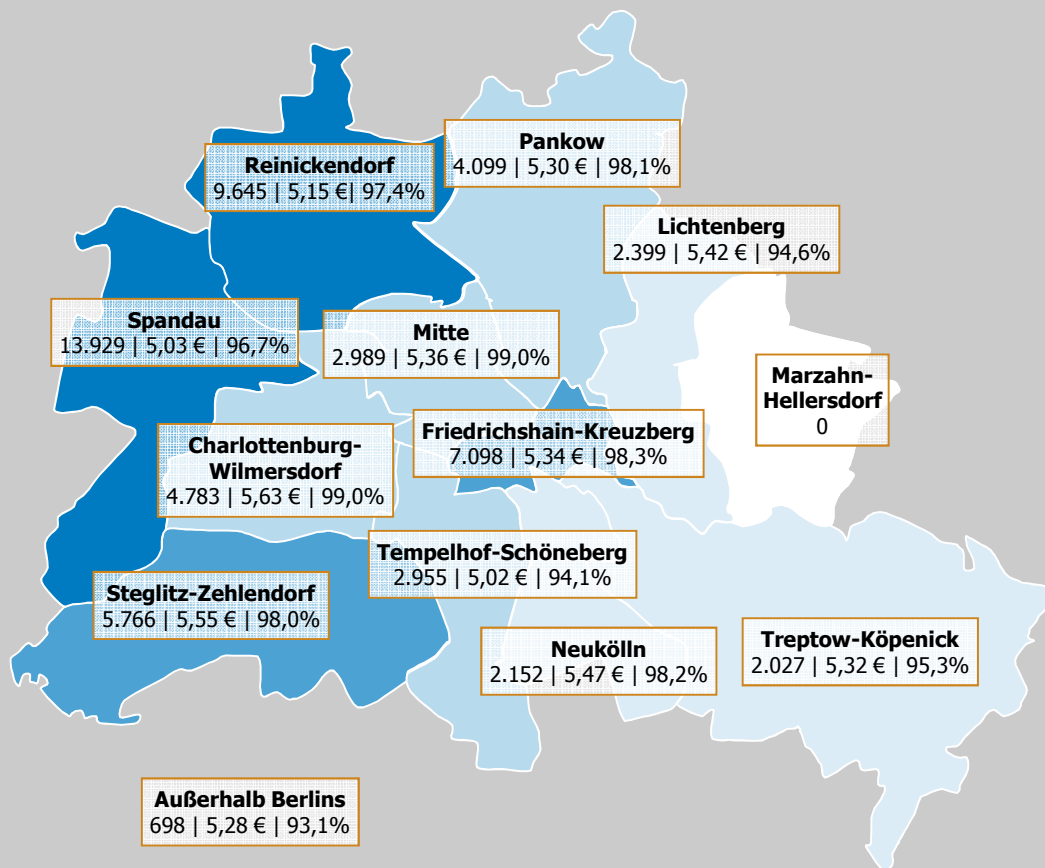 Pankow
4.099 | 5,30 € | 98,1%
Reinickendorf
9.645 | 5,15 €| 97,4%
Lichtenberg
2.399 | 5,42 € | 94,6%
Spandau
13.929 | 5,03 € | 96,7%
Mitte
2.989 | 5,36 € | 99,0%
Marzahn-
Hellersdorf
0
Friedrichshain-Kreuzberg
7.098 | 5,34 € | 98,3%
Charlottenburg-
Wilmersdorf
4.783 | 5,63 € | 99,0%
Tempelhof-Schöneberg
2.955 | 5,02 € | 94,1%
Steglitz-Zehlendorf
5.766 | 5,55 € | 98,0%
Neukölln
2.152 | 5,47 € | 98,2%
Treptow-Köpenick
2.027 | 5,32 € | 95,3%
Außerhalb Berlins
698 | 5,28 € | 93,1%